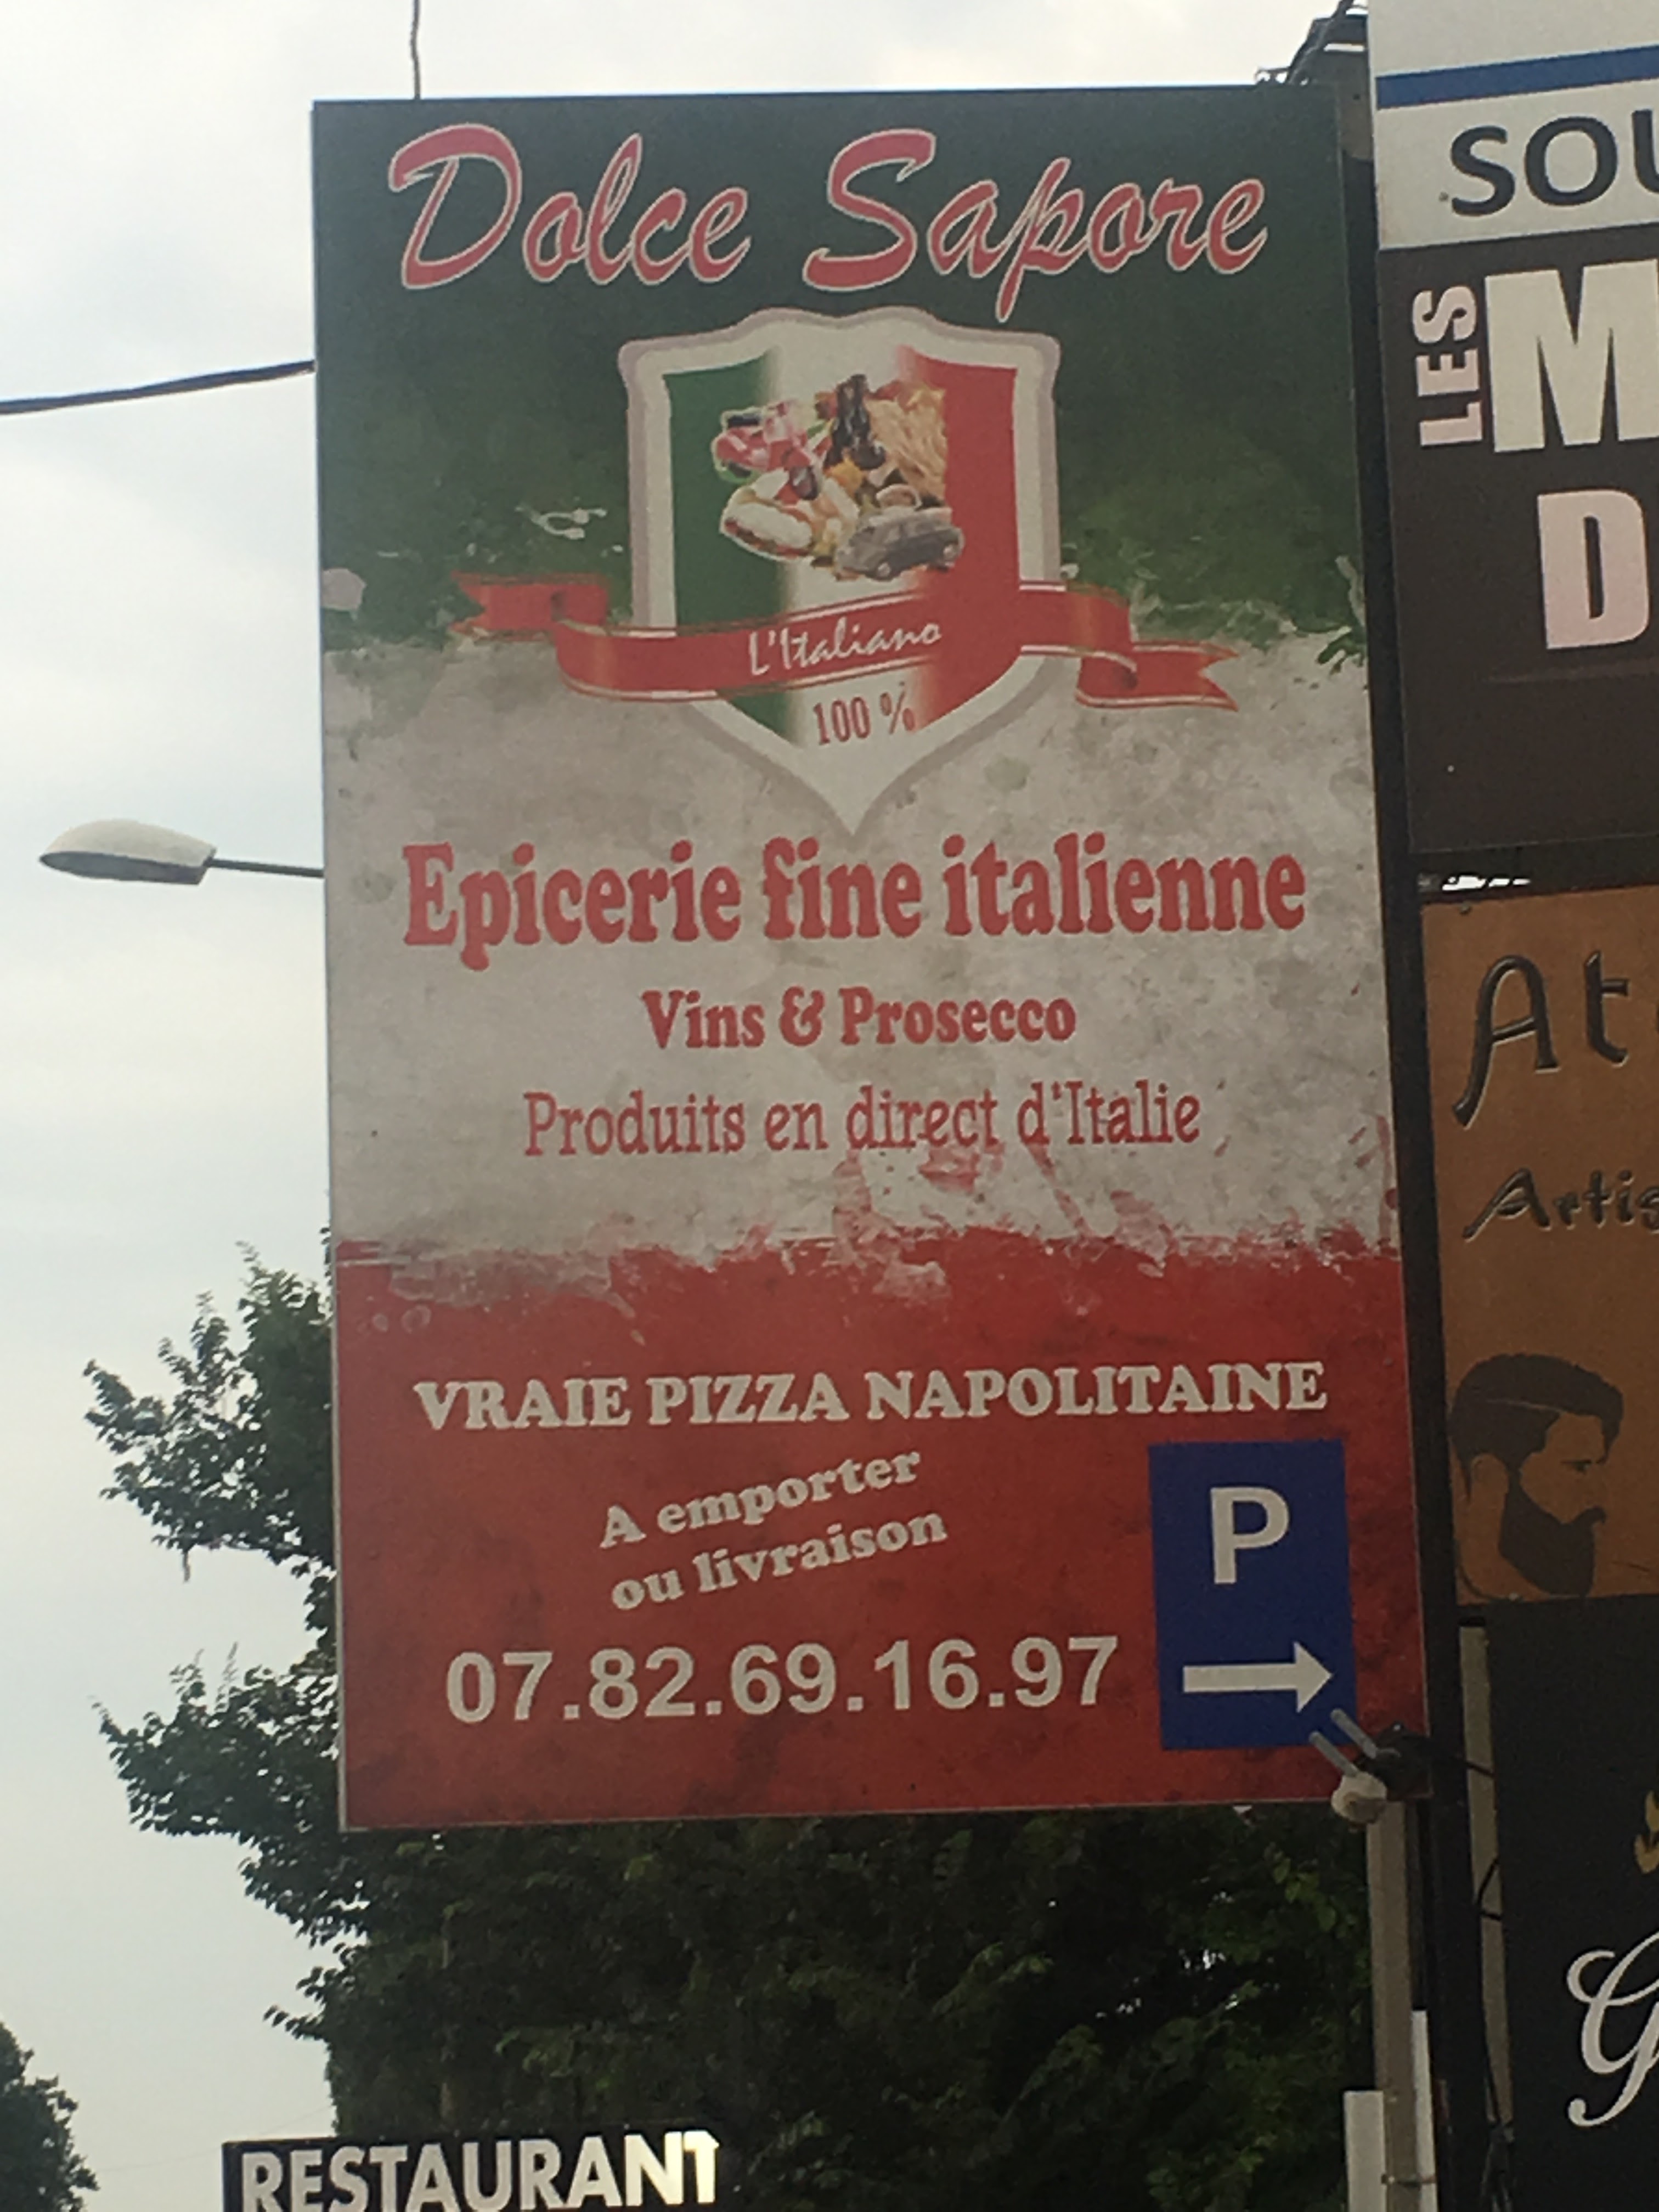 Dolce Sapore
L'Italiano
100 %
Epicerie fine italienne
Vins & Prosecco
Produits en direct d'Italie
VRAIE PIZZA NAPOLITAINE
A emporter
ou livraison
07.82.69.16.97
P
LES
RESTAURANT